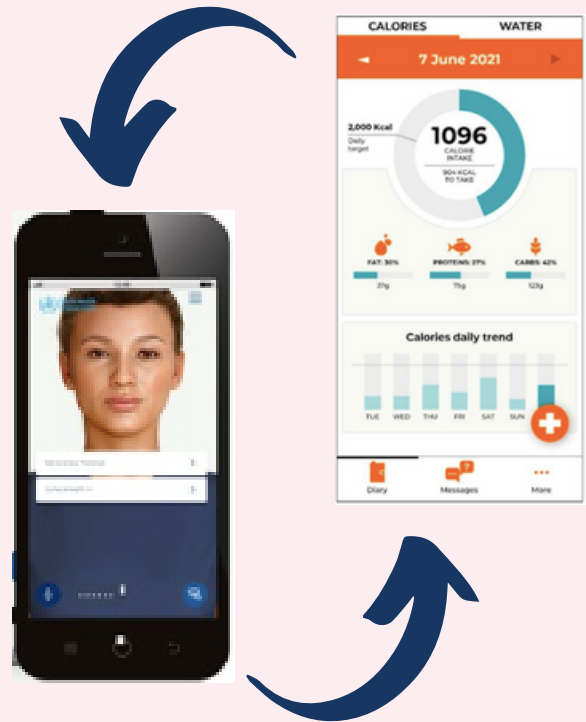 CALORIES
WATER
7 June 2021
2,000 Kcal
Daily
target
1096
CALORIE
INTAKE
904 KCAL
TO TAKE
FAT: 30%
PROTEINS: 27%
CARBS: 42%
37g
75g
123g
Calories daily trend
TUE WED THU FRI SAT SUN
Diary
?
Messages
More